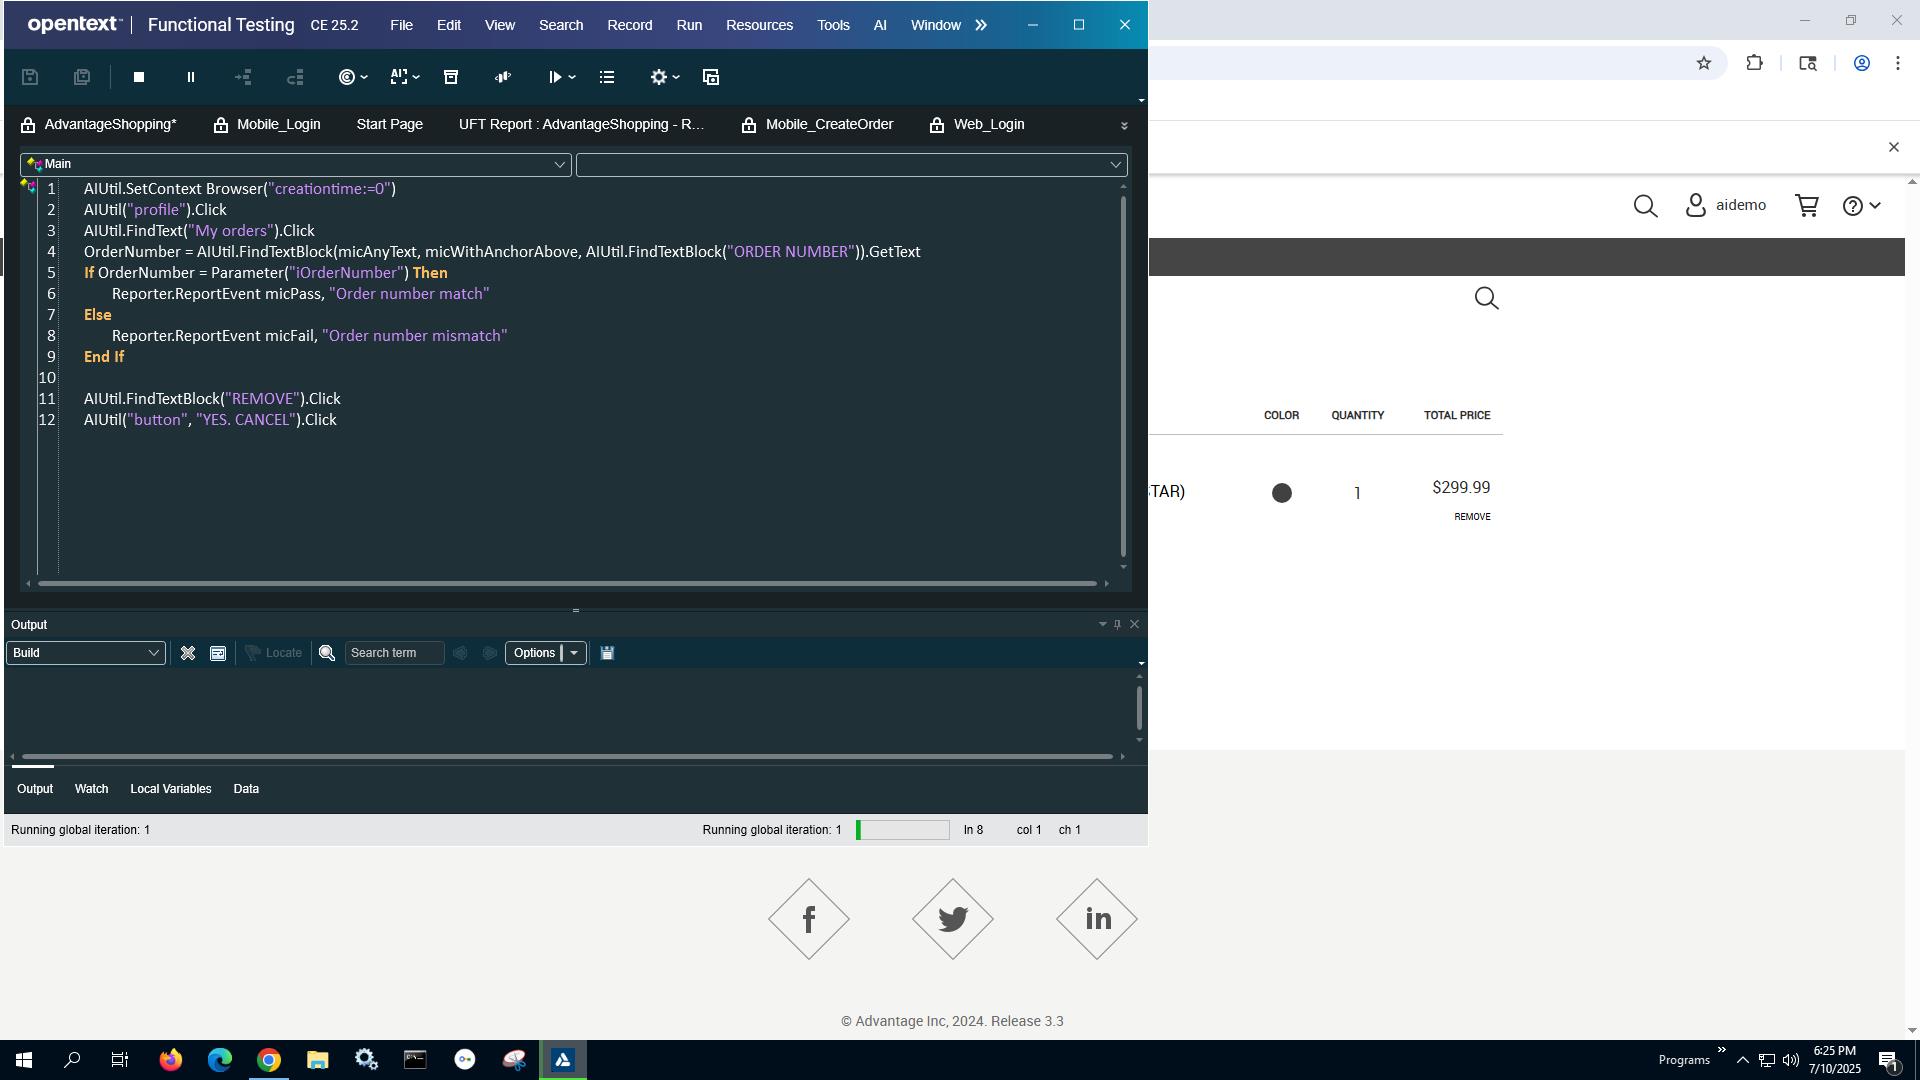 opentext™ | Functional Testing CE 25.2 File Edit View Search Record Run Resources Tools AI Window »
AdvantageShopping* Mobile_Login Start Page UFT Report : AdvantageShopping - R... Mobile_CreateOrder Web_Login
Main
1 AIUtil.SetContext Browser("creationtime:=0")
2 AIUtil("profile").Click
3 AIUtil.FindText("My orders").Click
4 OrderNumber = AIUtil.FindTextBlock(micAnyText, micWithAnchorAbove, AIUtil.FindTextBlock("ORDER NUMBER")).GetText
5 If OrderNumber = Parameter("iOrderNumber") Then
6 Reporter.ReportEvent micPass, "Order number match"
7 Else
8 Reporter.ReportEvent micFail, "Order number mismatch"
9 End If
10
11 AIUtil.FindTextBlock("REMOVE").Click
12 AIUtil("button", "YES. CANCEL").Click
Output
Build Locate Search term Options
Output Watch Local Variables Data
Running global iteration: 1 Running global iteration: 1 ln 8 col 1 ch 1
aidemo
COLOR QUANTITY TOTAL PRICE
STAR) 1 $299.99
REMOVE
f in
© Advantage Inc, 2024. Release 3.3
Programs » 6:25 PM
7/10/2025 1